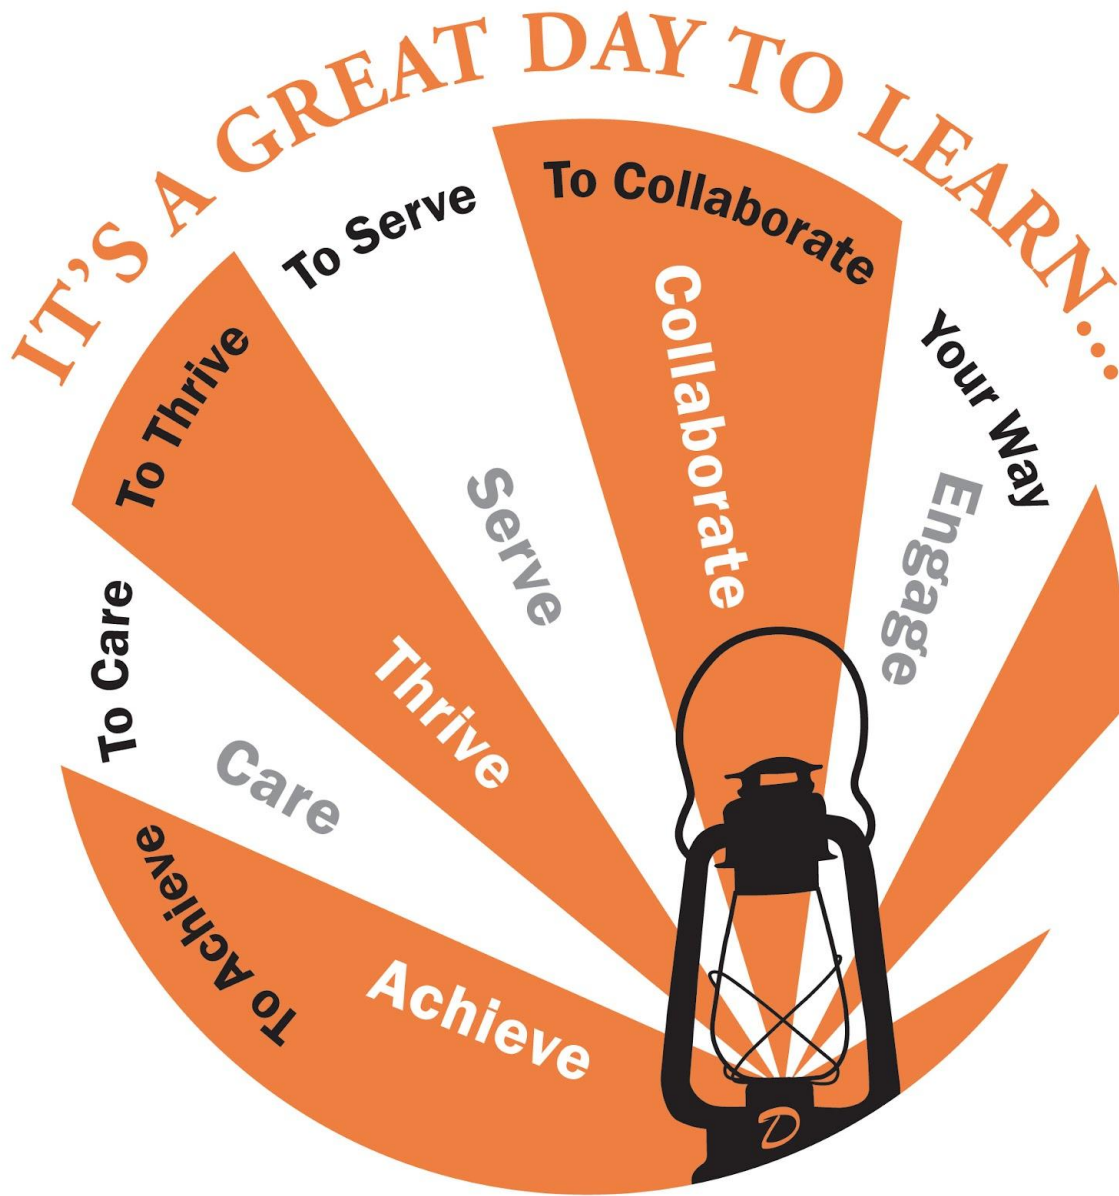 IT'S A GREAT DAY TO LEARN...
To Achieve
To Care
To Thrive
To Serve
To Collaborate
Your Way
Achieve
Care
Thrive
Serve
Collaborate
Engage
D